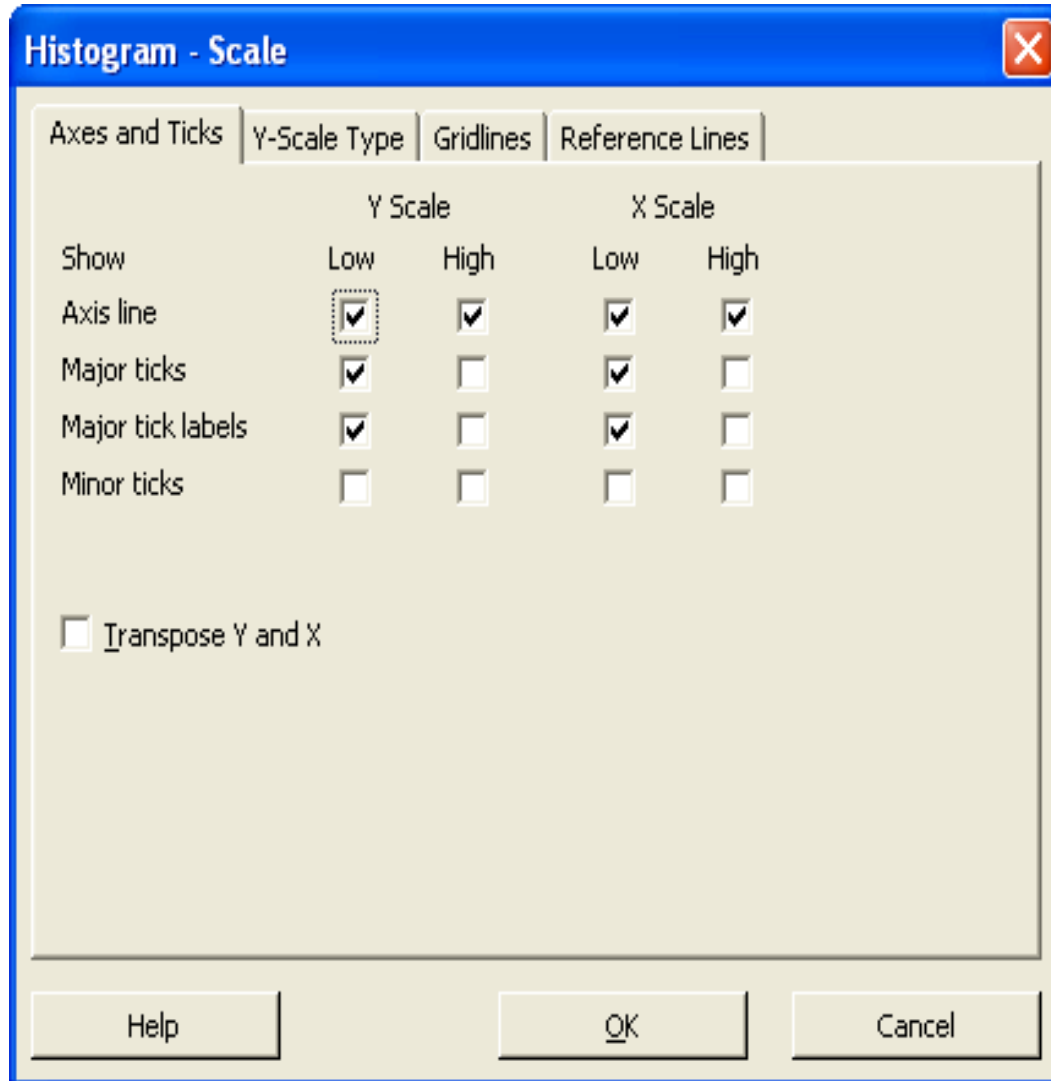 Histogram - Scale
Axes and Ticks Y-Scale Type Gridlines Reference Lines
Y Scale X Scale
Show Low High Low High
Axis line
Major ticks
Major tick labels
Minor ticks
Transpose Y and X
Help OK Cancel